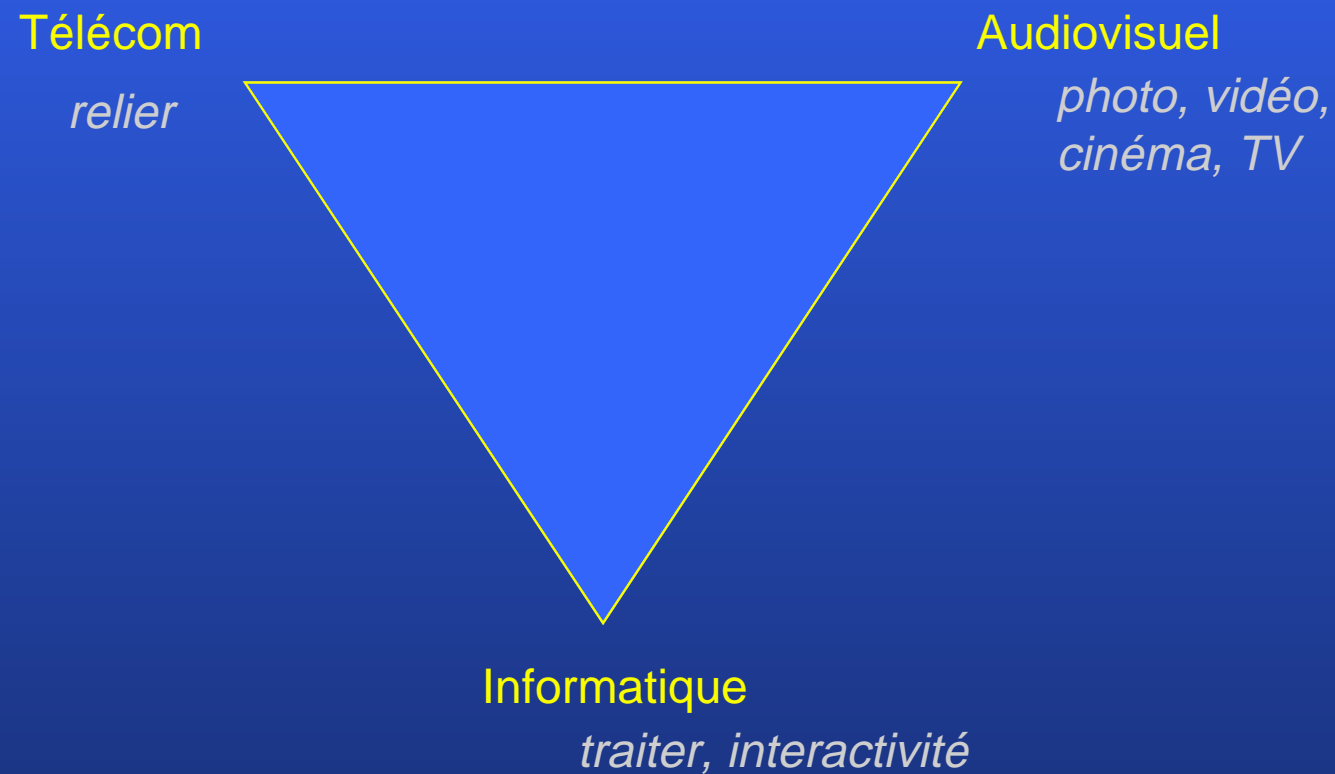 Télécom
relier
Audiovisuel
photo, vidéo,
cinéma, TV
Informatique
traiter, interactivité